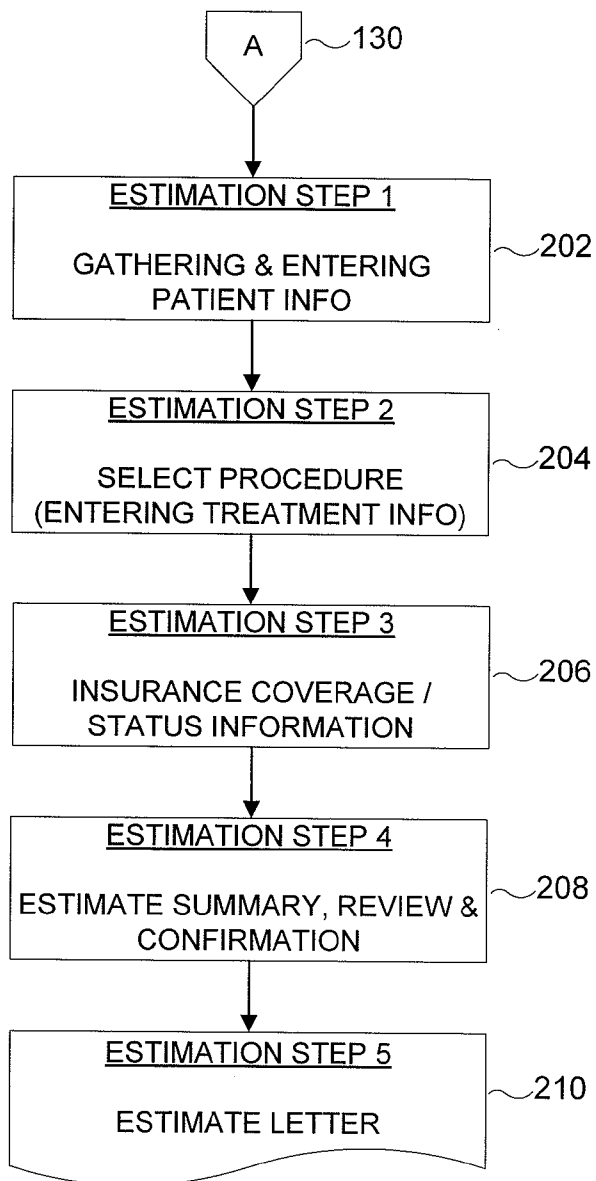 A
130
ESTIMATION STEP 1
GATHERING & ENTERING
PATIENT INFO
202
ESTIMATION STEP 2
SELECT PROCEDURE
(ENTERING TREATMENT INFO)
204
ESTIMATION STEP 3
INSURANCE COVERAGE /
STATUS INFORMATION
206
ESTIMATION STEP 4
ESTIMATE SUMMARY, REVIEW &
CONFIRMATION
208
ESTIMATION STEP 5
ESTIMATE LETTER
210